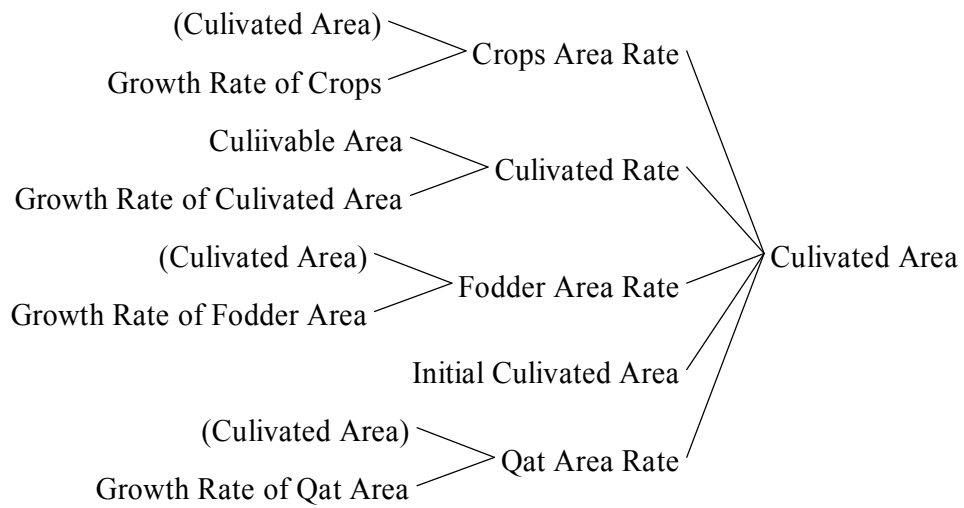 (Culivated Area)
Crops Area Rate
Growth Rate of Crops
Culiivable Area
Culivated Rate
Growth Rate of Culivated Area
(Culivated Area)
Culivated Area
Fodder Area Rate
Growth Rate of Fodder Area
Initial Culivated Area
(Culivated Area)
Qat Area Rate
Growth Rate of Qat Area